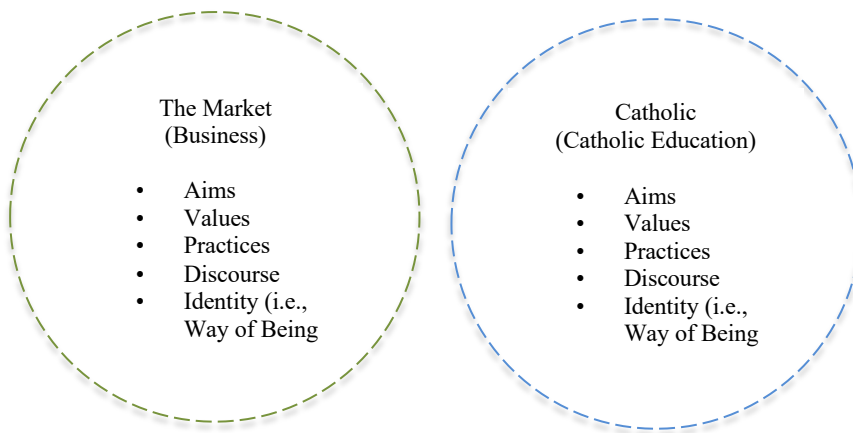 The Market
(Business)
• Aims
• Values
• Practices
• Discourse
• Identity (i.e.,
Way of Being
Catholic
(Catholic Education)
• Aims
• Values
• Practices
• Discourse
• Identity (i.e.,
Way of Being